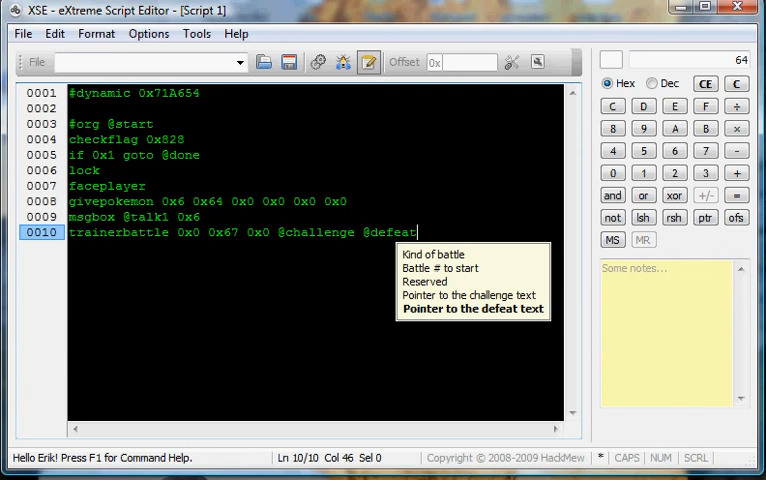 XSE - eXtreme Script Editor - [Script 1]
File Edit Format Options Tools Help
File Offset 0x
64
Hex Dec CE C
0001 #dynamic 0x71A654
0002
0003 #org @start
0004 checkflag 0x828
0005 if 0x1 goto @done
0006 lock
0007 faceplayer
0008 givepokemon 0x6 0x64 0x0 0x0 0x0 0x0
0009 msgbox @talk1 0x6
0010 trainerbattle 0x0 0x67 0x0 @challenge @defeat
Kind of battle
Battle # to start
Reserved
Pointer to the challenge text
Pointer to the defeat text
C D E F ÷
8 9 A B ×
4 5 6 7 -
0 1 2 3 +
and or xor +/- =
not lsh rsh ptr ofs
MS MR
Some notes...
Hello Erik! Press F1 for Command Help. Ln 10/10 Col 46 Sel 0 Copyright © 2008-2009 HackMew * CAPS NUM SCRL